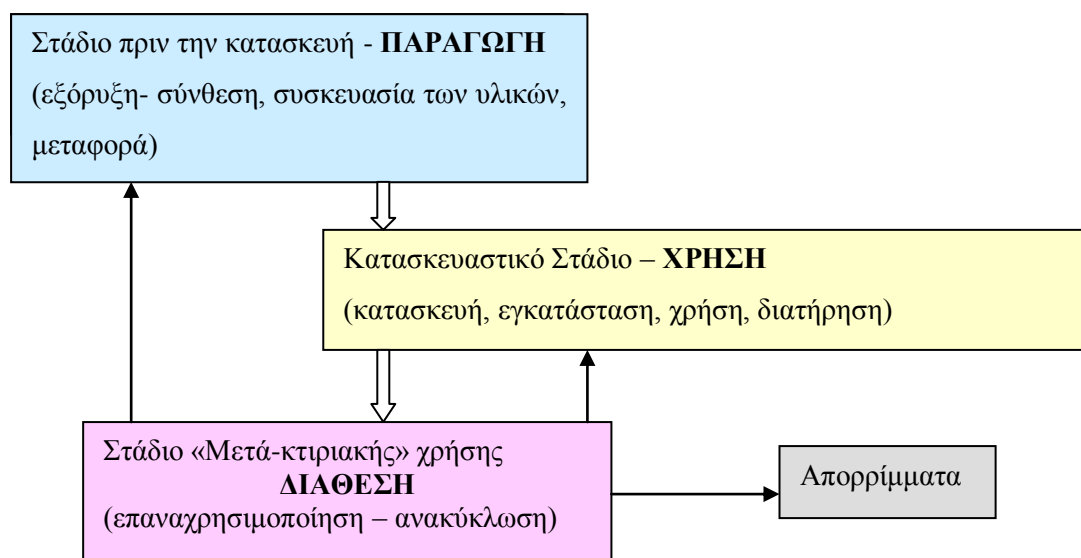 Στάδιο πριν την κατασκευή - ΠΑΡΑΓΩΓΗ
(εξόρυξη- σύνθεση, συσκευασία των υλικών,
μεταφορά)
Κατασκευαστικό Στάδιο – ΧΡΗΣΗ
(κατασκευή, εγκατάσταση, χρήση, διατήρηση)
Στάδιο «Μετά-κτιριακής» χρήσης
ΔΙΑΘΕΣΗ
(επαναχρησιμοποίηση – ανακύκλωση)
Απορρίμματα